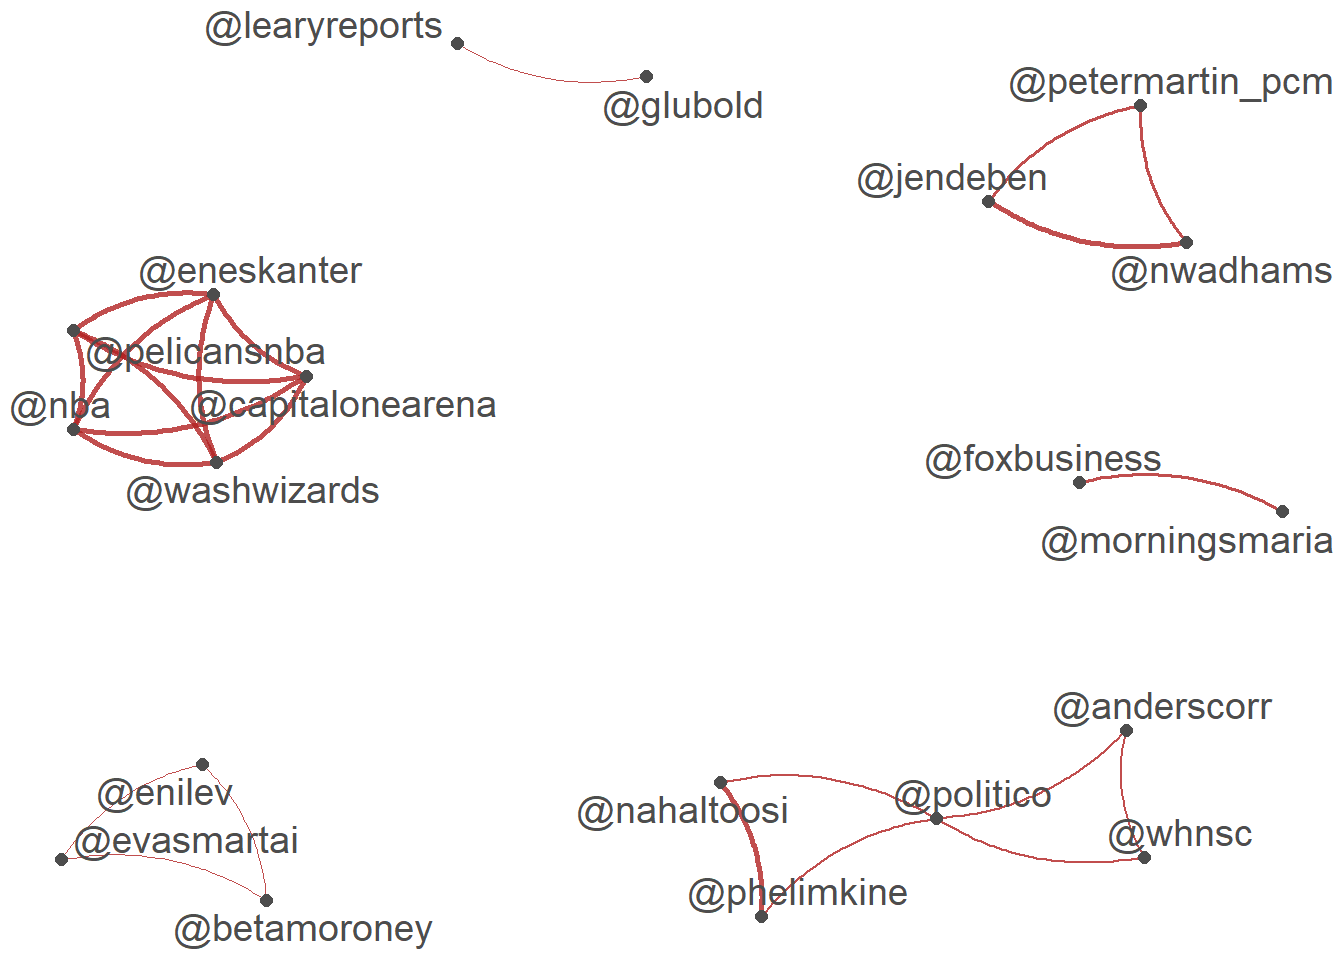 @learyreports
@glubold
@petermartin_pcm
@jendeben
@nwadhams
@eneskanter
@pelicansnba
@nba
@capitalonearena
@washwizards
@foxbusiness
@morningsmaria
@anderscorr
@enilev
@politico
@nahaltoosi
@evasmartai
@whnsc
@phelimkine
@betamoroney